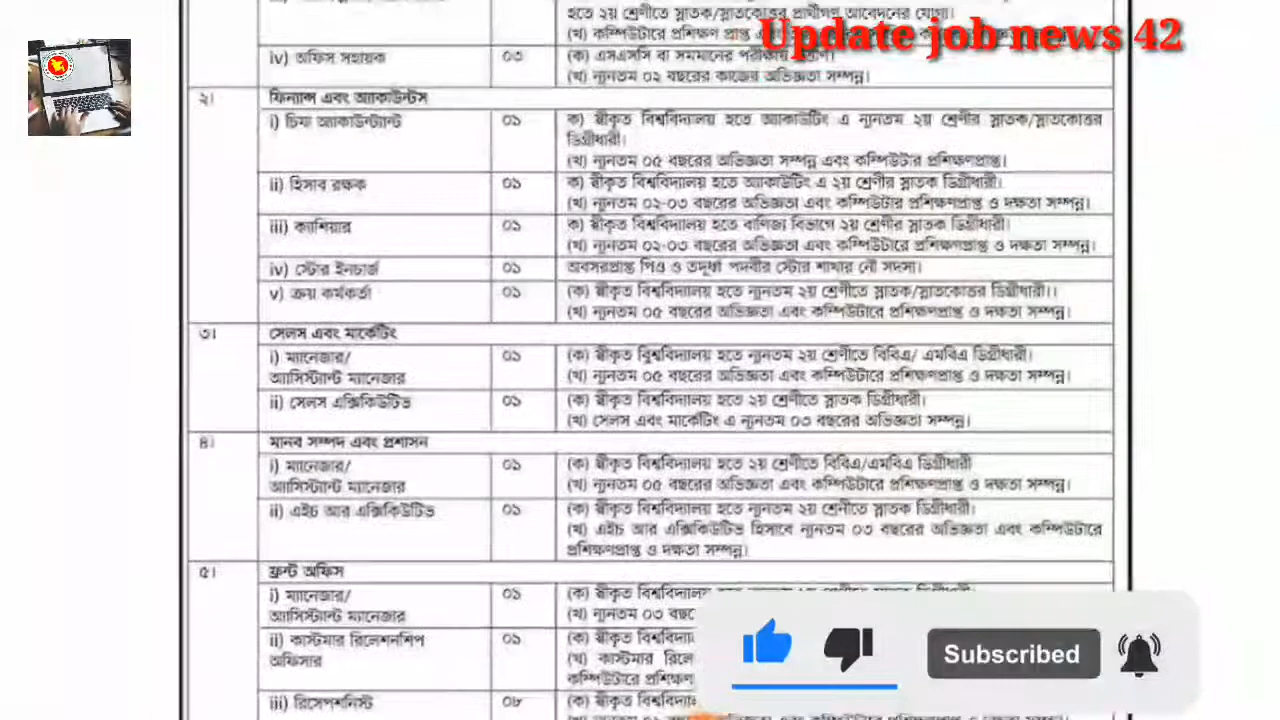 হতে ২য় শ্রেণীতে স্নাতক/স্নাতকোত্তর প্রার্থীগণ আবেদনের যোগ্য।
(খ) কম্পিউটারে প্রশিক্ষণ প্রাপ্ত এবং
Update job news 42
iv) অফিস সহায়ক ০৩ (ক) এসএসসি বা সমমানের পরীক্ষায়
(খ) ন্যূনতম ০২ বছরের কাজের অভিজ্ঞতা সম্পন্ন।
২। ফিন্যান্স এবং অ্যাকাউন্টস
i) চিফ অ্যাকাউন্ট্যান্ট ০১ ক) স্বীকৃত বিশ্ববিদ্যালয় হতে অ্যাকাউটিং এ ন্যূনতম ২য় শ্রেণীর স্নাতক/স্নাতকোত্তর
ডিগ্রীধারী।
(খ) ন্যূনতম ০৫ বছরের অভিজ্ঞতা সম্পন্ন এবং কম্পিউটার প্রশিক্ষণপ্রাপ্ত।
ii) হিসাব রক্ষক ০১ ক) স্বীকৃত বিশ্ববিদ্যালয় হতে অ্যাকাউটিং এ ২য় শ্রেণীর স্নাতক ডিগ্রীধারী।
(খ) ন্যূনতম ০২-০৩ বছরের অভিজ্ঞতা এবং কম্পিউটার প্রশিক্ষণপ্রাপ্ত ও দক্ষতা সম্পন্ন।
iii) ক্যাশিয়ার ০১ ক) স্বীকৃত বিশ্ববিদ্যালয় হতে বাণিজ্য বিভাগে ২য় শ্রেণীর স্নাতক ডিগ্রীধারী।
(খ) ন্যূনতম ০২-০৩ বছরের অভিজ্ঞতা এবং কম্পিউটারে প্রশিক্ষণপ্রাপ্ত ও দক্ষতা সম্পন্ন।
iv) স্টোর ইনচার্জ ০১ অবসরপ্রাপ্ত পিও ও তদূর্ধ্ব পদবীর স্টোর শাখার নৌ সদস্য।
v) ক্রয় কর্মকর্তা ০১ (ক) স্বীকৃত বিশ্ববিদ্যালয় হতে ন্যূনতম ২য় শ্রেণীতে স্নাতক/স্নাতকোত্তর ডিগ্রীধারী।।
(খ) ন্যূনতম ০৫ বছরের অভিজ্ঞতা এবং কম্পিউটারে প্রশিক্ষণপ্রাপ্ত ও দক্ষতা সম্পন্ন।
৩। সেলস এবং মার্কেটিং
i) ম্যানেজার/ ০১ (ক) স্বীকৃত বিশ্ববিদ্যালয় হতে ন্যূনতম ২য় শ্রেণীতে বিবিএ/ এমবিএ ডিগ্রীধারী।
অ্যাসিস্ট্যান্ট ম্যানেজার (খ) ন্যূনতম ০৫ বছরের অভিজ্ঞতা এবং কম্পিউটারে প্রশিক্ষণপ্রাপ্ত ও দক্ষতা সম্পন্ন।
ii) সেলস এক্সিকিউটিভ ০১ (ক) স্বীকৃত বিশ্ববিদ্যালয় হতে ২য় শ্রেণীতে স্নাতক ডিগ্রীধারী।
(খ) সেলস এবং মার্কেটিং এ ন্যূনতম ০৩ বছরের অভিজ্ঞতা সম্পন্ন।
৪। মানব সম্পদ এবং প্রশাসন
i) ম্যানেজার/ ০১ (ক) স্বীকৃত বিশ্ববিদ্যালয় হতে ২য় শ্রেণীতে বিবিএ/এমবিএ ডিগ্রীধারী
অ্যাসিস্ট্যান্ট ম্যানেজার (খ) ন্যূনতম ০৫ বছরের অভিজ্ঞতা এবং কম্পিউটারে প্রশিক্ষণপ্রাপ্ত ও দক্ষতা সম্পন্ন।
ii) এইচ আর এক্সিকিউটিভ ০১ (ক) স্বীকৃত বিশ্ববিদ্যালয় হতে ন্যূনতম ২য় শ্রেনীতে স্নাতক ডিগ্রীধারী।
(খ) এইচ আর এক্সিকিউটিভ হিসাবে ন্যূনতম ০৩ বছরের অভিজ্ঞতা এবং কম্পিউটারে
প্রশিক্ষণপ্রাপ্ত ও দক্ষতা সম্পন্ন।
৫। ফ্রন্ট অফিস
i) ম্যানেজার/ ০১ (ক) স্বীকৃত
অ্যাসিস্ট্যান্ট ম্যানেজার (খ) ন্যূনতম ০৩
ii) কাস্টমার রিলেশনশিপ ০১ (ক) স্বীকৃত
অফিসার (খ) কাস্টমার
কম্পিউটারে প্রশিক্ষণ
iii) রিসেপশনিস্ট ০৮ (ক) স্বীকৃত
Subscribed